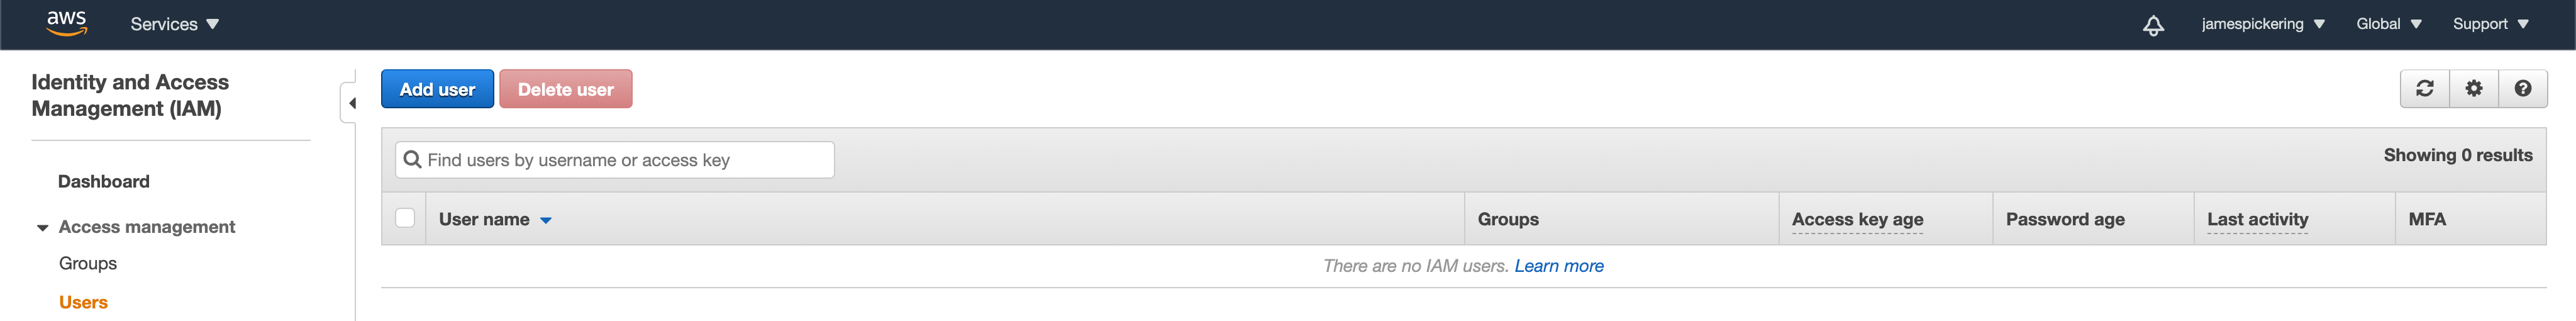 aws Services jamespickering Global Support
Identity and Access
Management (IAM)
Dashboard
Access management
Groups
Users
Add user Delete user
Find users by username or access key Showing 0 results
User name Groups Access key age Password age Last activity MFA
There are no IAM users. Learn more